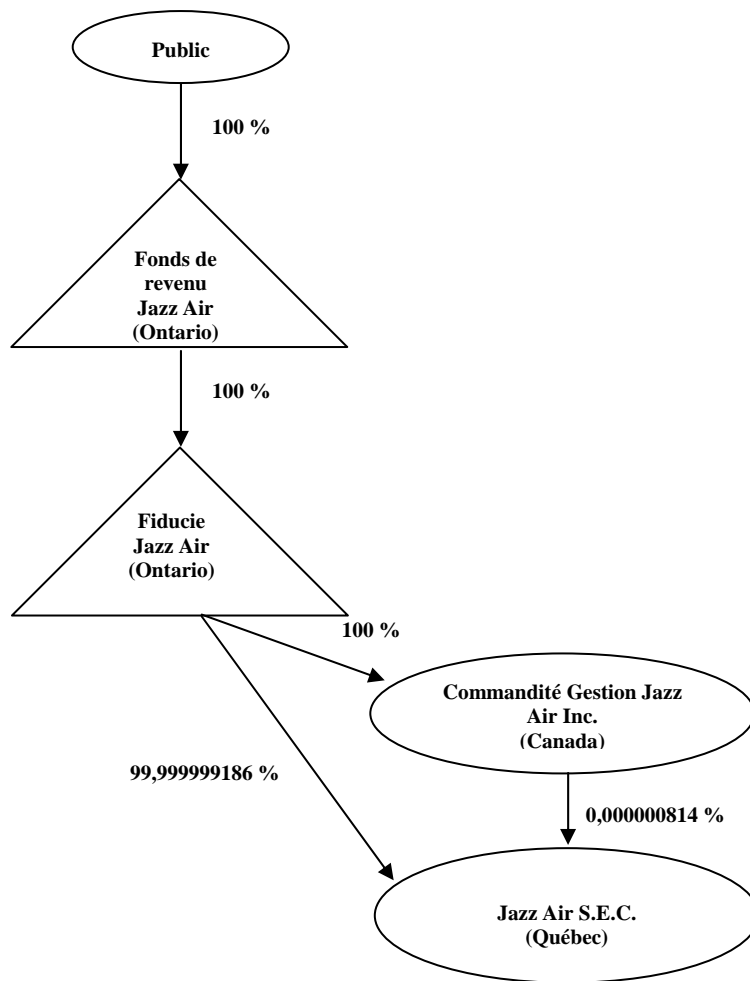 Public
100 %
Fonds de
revenu
Jazz Air
(Ontario)
100 %
Fiducie
Jazz Air
(Ontario)
100 %
Commandité Gestion Jazz
Air Inc.
(Canada)
99,999999186 %
0,000000814 %
Jazz Air S.E.C.
(Québec)